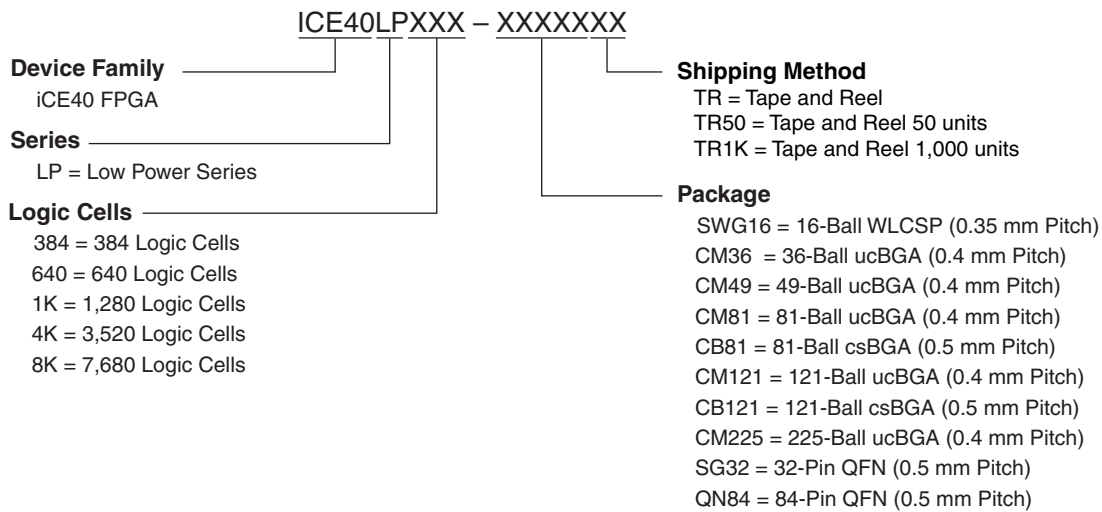 ICE40LPXXX – XXXXXXX
Device Family
iCE40 FPGA
Series
LP = Low Power Series
Logic Cells
384 = 384 Logic Cells
640 = 640 Logic Cells
1K = 1,280 Logic Cells
4K = 3,520 Logic Cells
8K = 7,680 Logic Cells
Shipping Method
TR = Tape and Reel
TR50 = Tape and Reel 50 units
TR1K = Tape and Reel 1,000 units
Package
SWG16 = 16-Ball WLCSP (0.35 mm Pitch)
CM36 = 36-Ball ucBGA (0.4 mm Pitch)
CM49 = 49-Ball ucBGA (0.4 mm Pitch)
CM81 = 81-Ball ucBGA (0.4 mm Pitch)
CB81 = 81-Ball csBGA (0.5 mm Pitch)
CM121 = 121-Ball ucBGA (0.4 mm Pitch)
CB121 = 121-Ball csBGA (0.5 mm Pitch)
CM225 = 225-Ball ucBGA (0.4 mm Pitch)
SG32 = 32-Pin QFN (0.5 mm Pitch)
QN84 = 84-Pin QFN (0.5 mm Pitch)